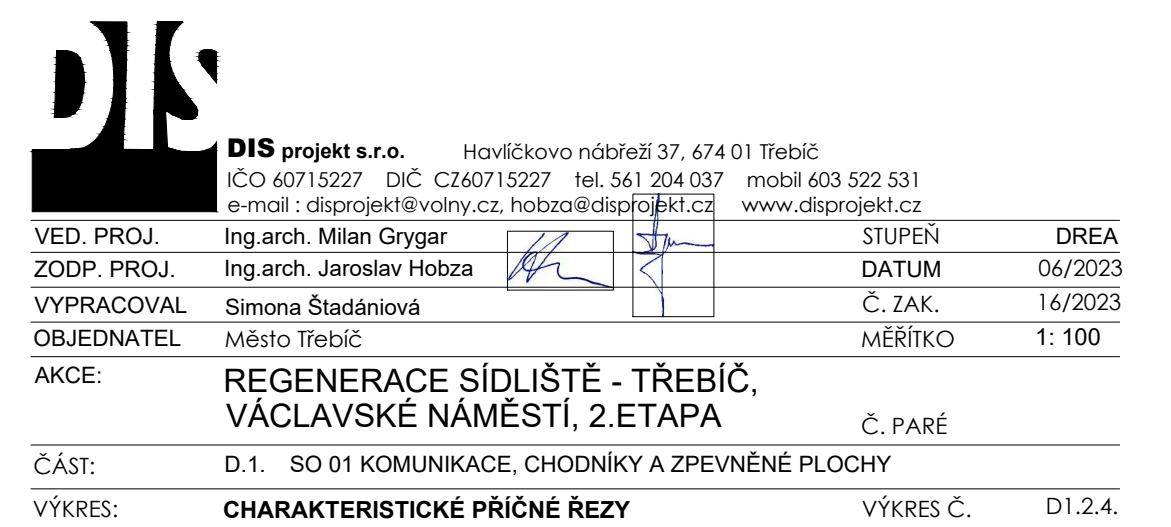 DIS
DIS projekt s.r.o. Havlíčkovo nábřeží 37, 674 01 Třebíč
IČO 60715227 DIČ CZ60715227 tel. 561 204 037 mobil 603 522 531
e-mail : disprojekt@volny.cz, hobza@disprojekt.cz www.disprojekt.cz
VED. PROJ. Ing.arch. Milan Grygar STUPEŇ DREA
ZODP. PROJ. Ing.arch. Jaroslav Hobza DATUM 06/2023
VYPRACOVAL Simona Štadániová Č. ZAK. 16/2023
OBJEDNATEL Město Třebíč MĚŘÍTKO 1: 100
AKCE: REGENERACE SÍDLIŠTĚ - TŘEBÍČ,
VÁCLAVSKÉ NÁMĚSTÍ, 2.ETAPA Č. PARÉ
ČÁST: D.1. SO 01 KOMUNIKACE, CHODNÍKY A ZPEVNĚNÉ PLOCHY
VÝKRES: CHARAKTERISTICKÉ PŘÍČNÉ ŘEZY VÝKRES Č. D1.2.4.